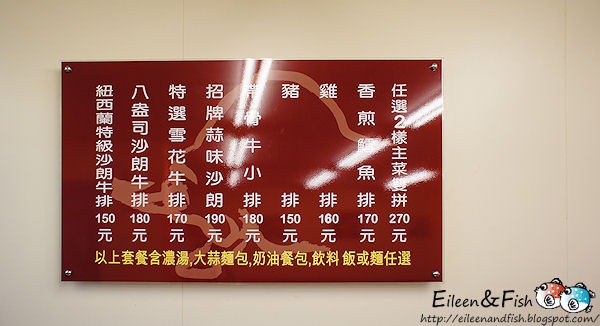 任選2樣主菜雙拼270元
香煎鱈魚排170元
雞排160元
豬排150元
帶骨牛小排180元
招牌蒜味沙朗190元
特選雪花牛排170元
八盎司沙朗牛排180元
紐西蘭特級沙朗牛排150元
以上套餐含濃湯,大蒜麵包,奶油餐包,飲料 飯或麵任選
Eileen&Fish
http://eileenandfish.blogspot.com/